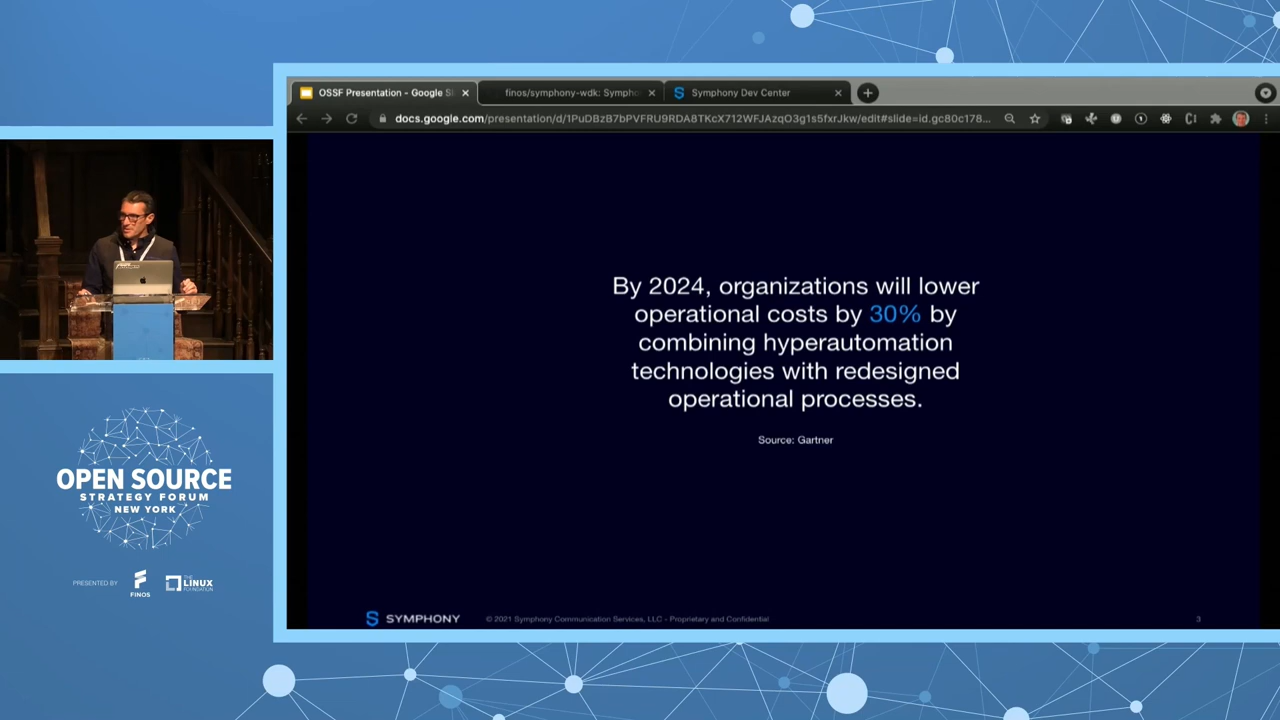 OSSF Presentation - Google Sl
finos/symphony-wdk: Sympho
Symphony Dev Center
docs.google.com/presentation/d/1PuDBzB7bPVFRU9RDA8TKcX712WFJAzqO3g1s5fxrJkw/edit#slide=id.gc80c178...
By 2024, organizations will lower
operational costs by 30% by
combining hyperautomation
technologies with redesigned
operational processes.
Source: Gartner
SYMPHONY
© 2021 Symphony Communication Services, LLC - Proprietary and Confidential
3
OPEN SOURCE
STRATEGY FORUM
NEW YORK
PRESENTED BY
FINOS
THE
LINUX
FOUNDATION